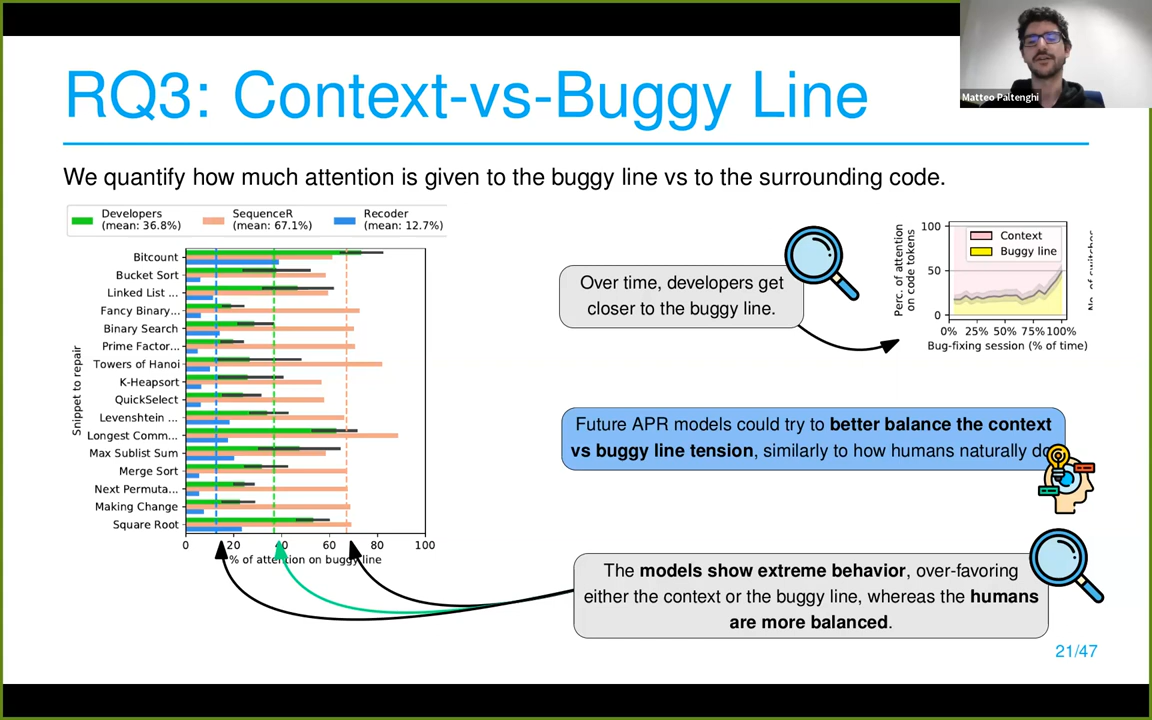 Matteo Paltenghi
RQ3: Context-vs-Buggy Line
We quantify how much attention is given to the buggy line vs to the surrounding code.
Developers
(mean: 36.8%)
SequenceR
(mean: 67.1%)
Recoder
(mean: 12.7%)
Snippet to repair
Bitcount
Bucket Sort
Linked List ...
Fancy Binary...
Binary Search
Prime Factor...
Towers of Hanoi
K-Heapsort
QuickSelect
Levenshtein ...
Longest Comm...
Max Sublist Sum
Merge Sort
Next Permuta...
Making Change
Square Root
0 20 40 60 80 100
% of attention on buggy line
Over time, developers get
closer to the buggy line.
Perc. of attention
on code tokens
100
50
0
Context
Buggy line
0% 25% 50% 75% 100%
Bug-fixing session (% of time)
No. of switches
Future APR models could try to better balance the context
vs buggy line tension, similarly to how humans naturally do
The models show extreme behavior, over-favoring
either the context or the buggy line, whereas the humans
are more balanced.
21/47